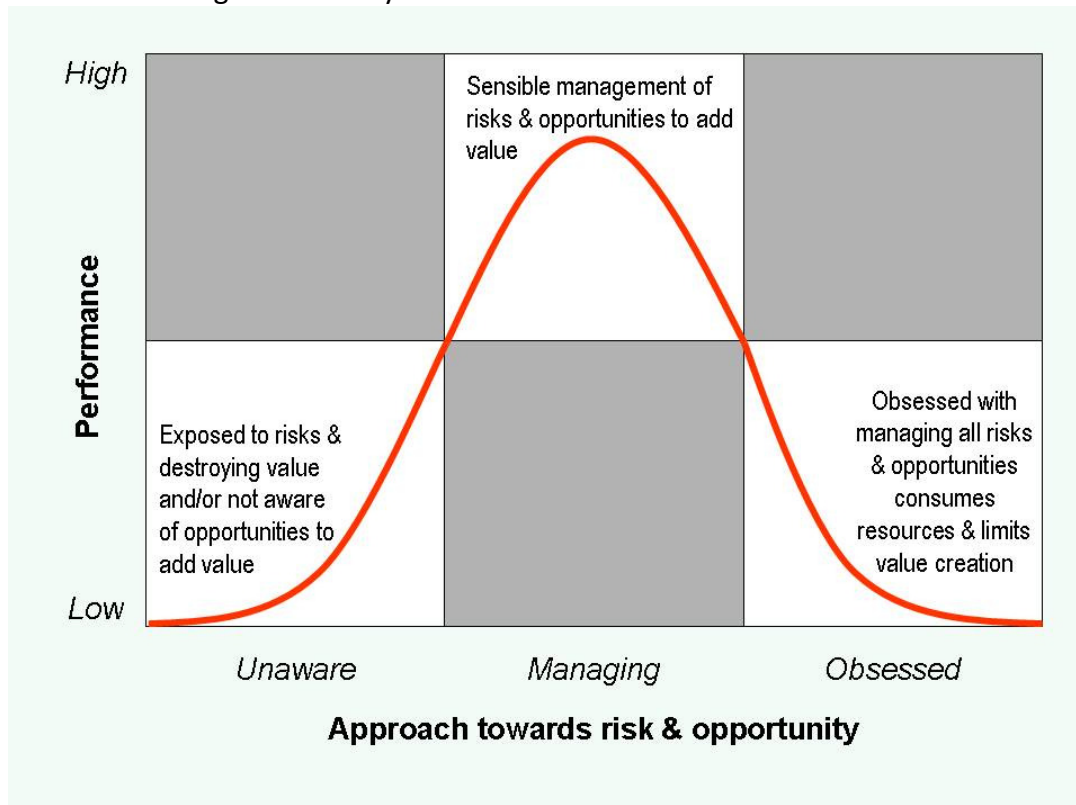 High
Sensible management of
risks & opportunities to add
value
Performance
Exposed to risks &
destroying value
and/or not aware
of opportunities to
add value
Obsessed with
managing all risks
& opportunities
consumes
resources & limits
value creation
Low
Unaware
Managing
Obsessed
Approach towards risk & opportunity